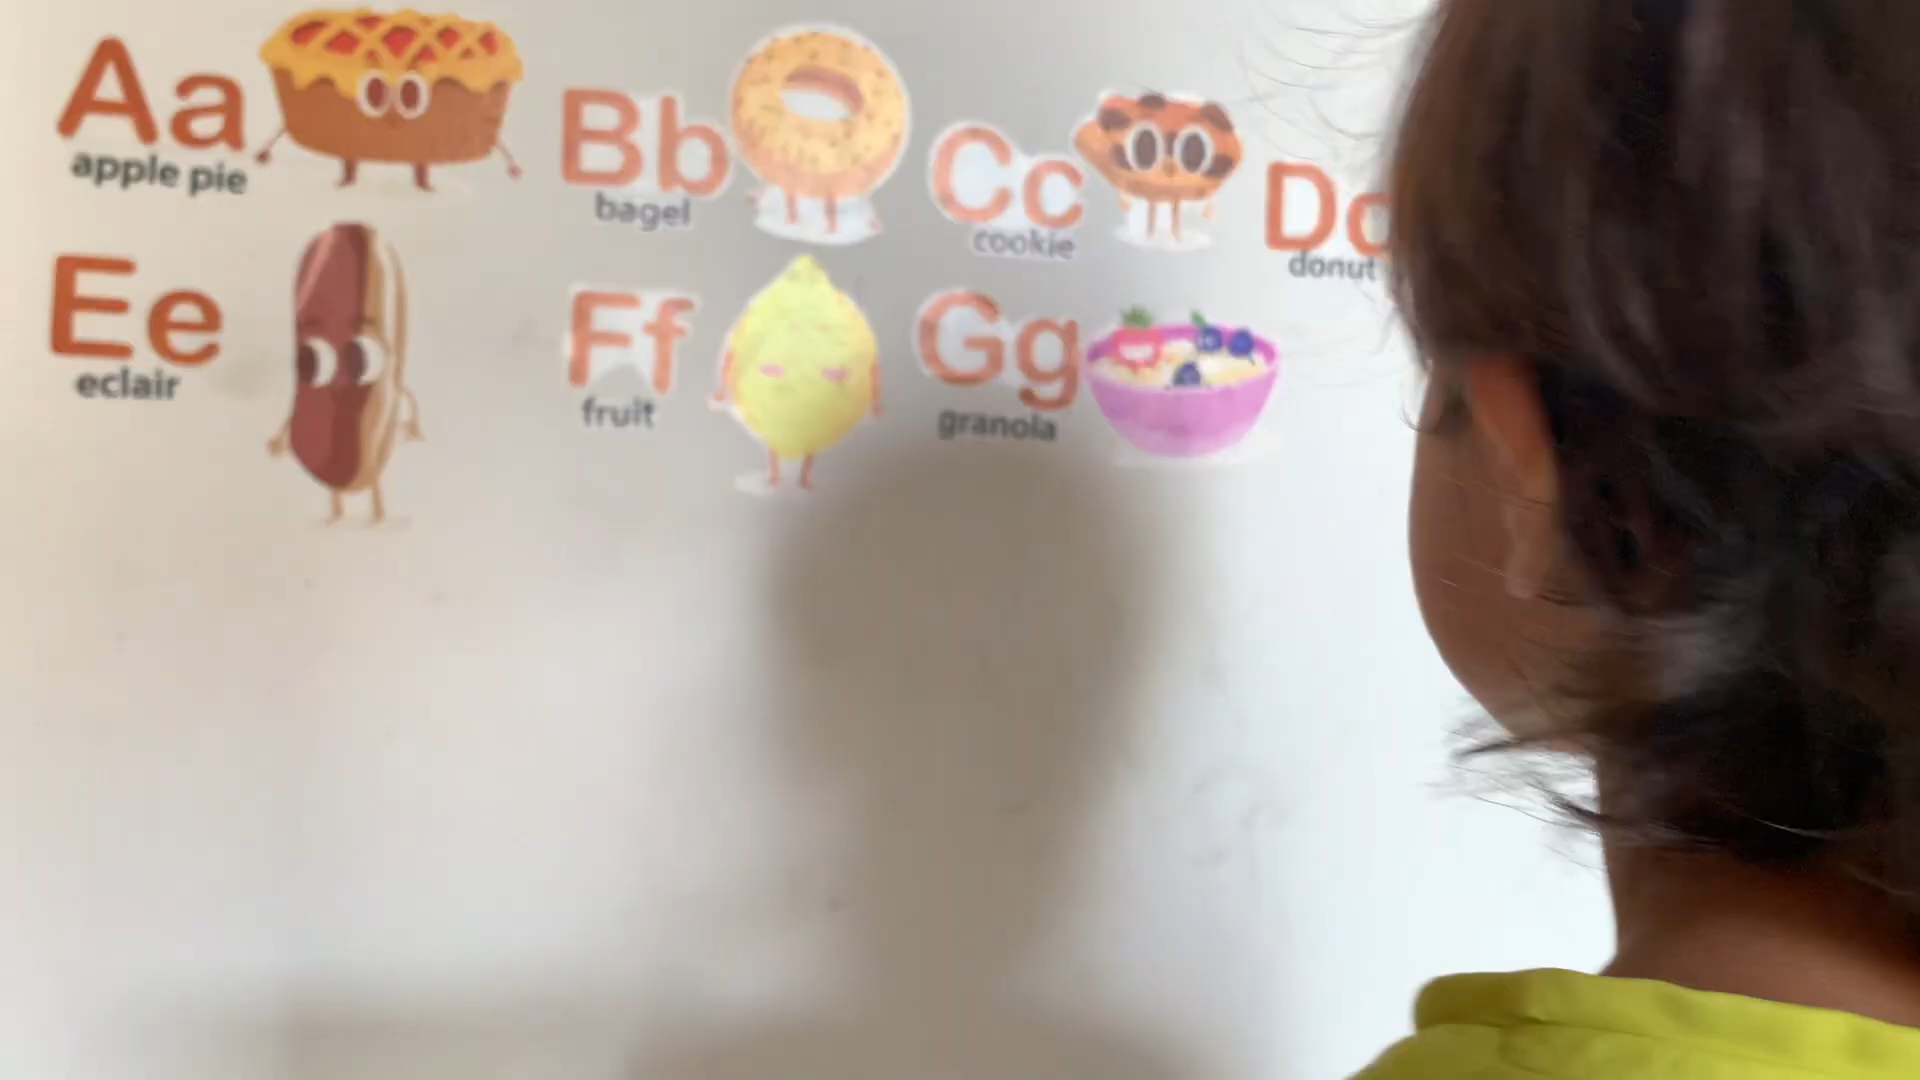 Aa
apple pie
Bb
bagel
Cc
cookie
Dd
donut
Ee
eclair
Ff
fruit
Gg
granola